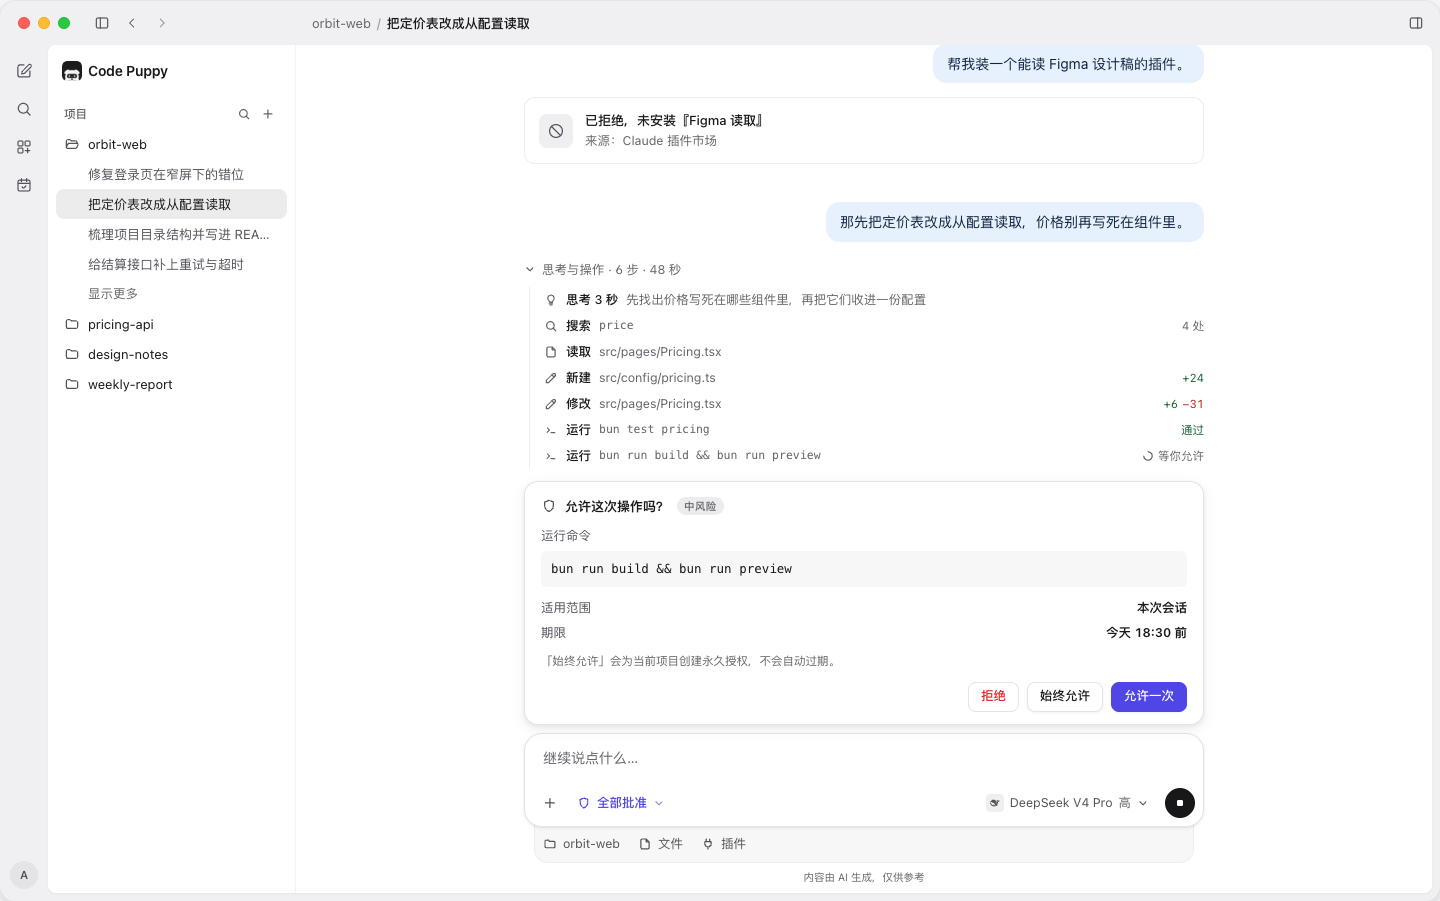 orbit-web / 把定价表改成从配置读取
Code Puppy
项目
orbit-web
修复登录页在窄屏下的错位
把定价表改成从配置读取
梳理项目目录结构并写进 REA...
给结算接口补上重试与超时
显示更多
pricing-api
design-notes
weekly-report
A
帮我装一个能读 Figma 设计稿的插件。
已拒绝，未安装『Figma 读取』
来源：Claude 插件市场
那先把定价表改成从配置读取，价格别再写死在组件里。
思考与操作 · 6 步 · 48 秒
思考 3 秒 先找出价格写死在哪些组件里，再把它们收进一份配置
搜索 price 4 处
读取 src/pages/Pricing.tsx
新建 src/config/pricing.ts +24
修改 src/pages/Pricing.tsx +6 −31
运行 bun test pricing 通过
运行 bun run build && bun run preview 等你允许
允许这次操作吗? 中风险
运行命令
bun run build && bun run preview
适用范围 本次会话
期限 今天 18:30 前
「始终允许」会为当前项目创建永久授权，不会自动过期。
拒绝 始终允许 允许一次
继续说点什么...
全部批准 DeepSeek V4 Pro 高
orbit-web 文件 插件
内容由 AI 生成，仅供参考